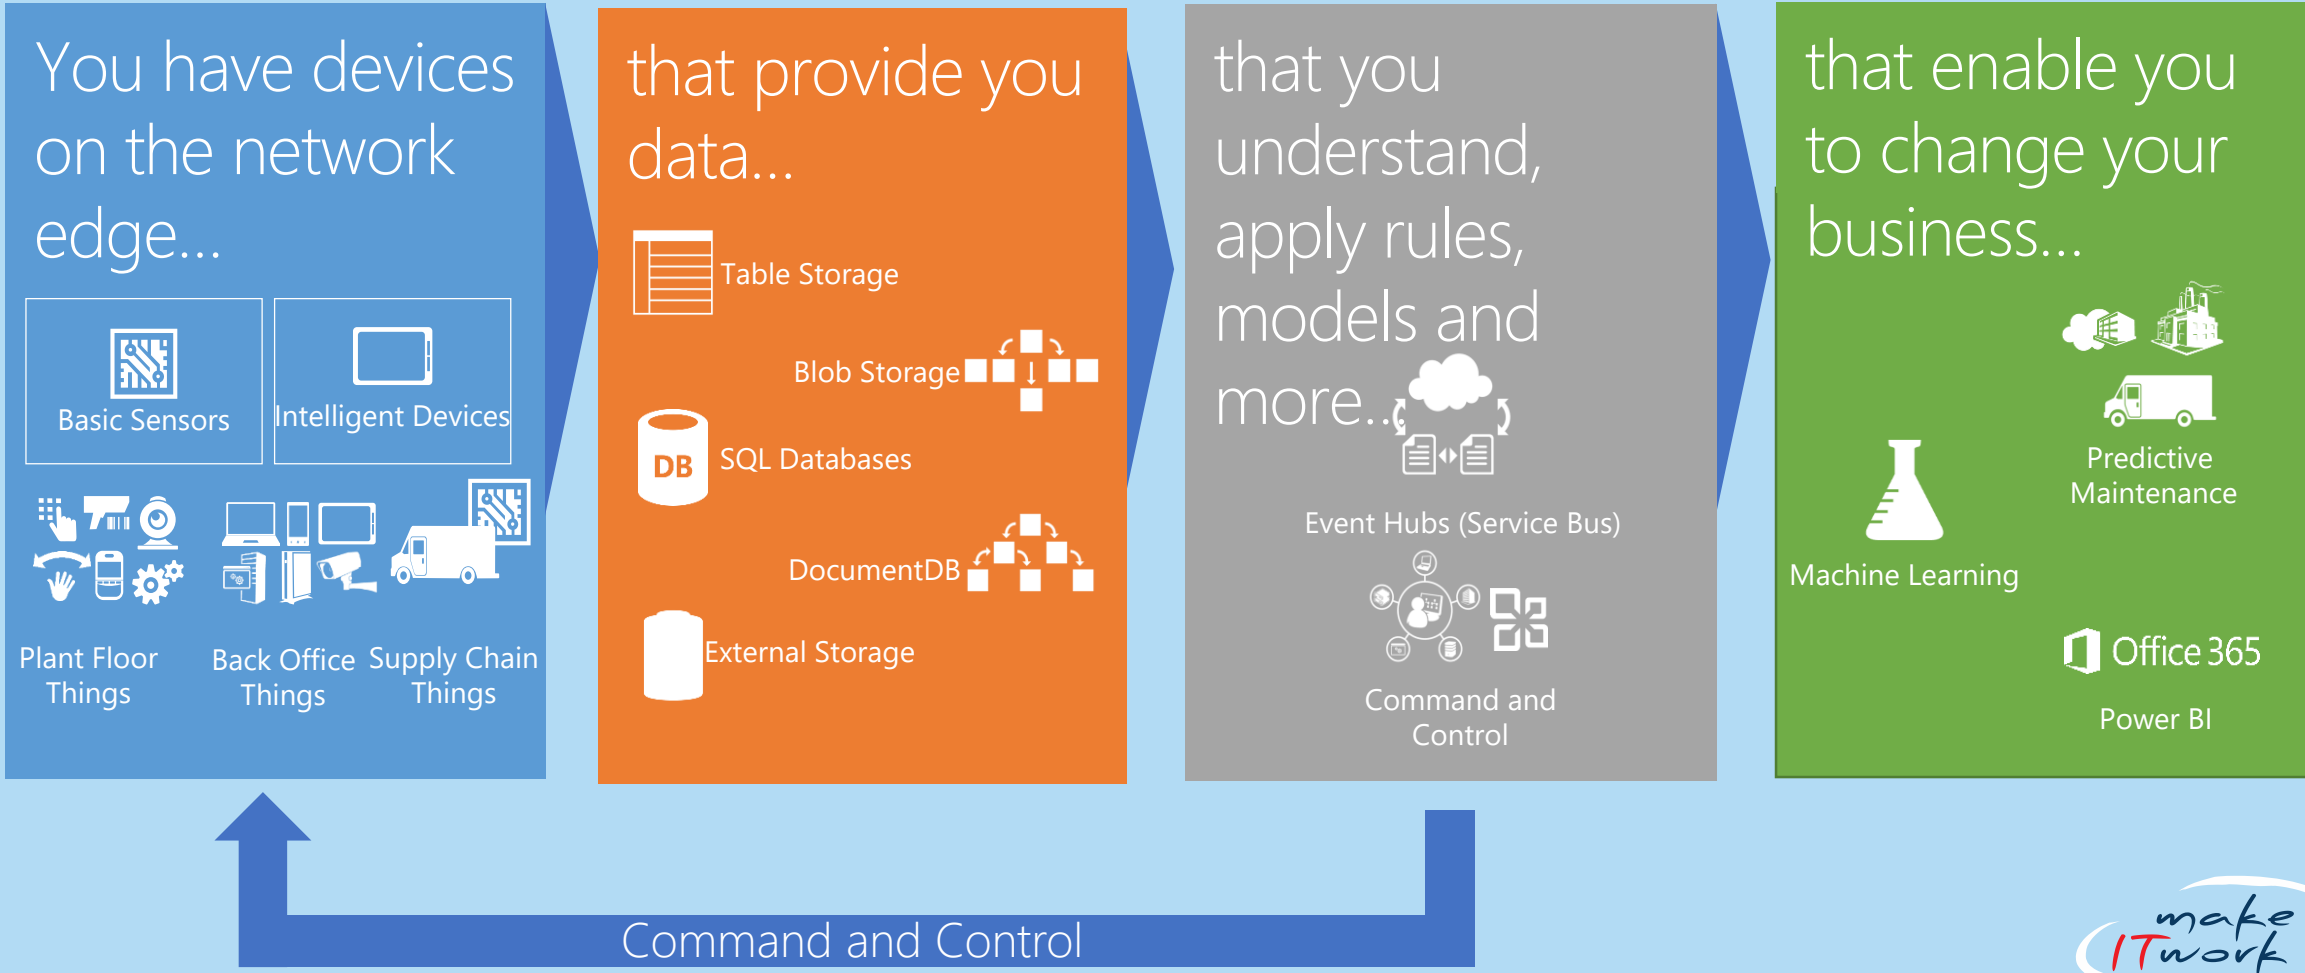 You have devices
on the network
edge...
Basic Sensors
Intelligent Devices
Plant Floor
Things
Back Office
Things
Supply Chain
Things
that provide you
data...
Table Storage
Blob Storage
DB
SQL Databases
DocumentDB
External Storage
that you
understand,
apply rules,
models and
more...
Event Hubs (Service Bus)
Command and
Control
that enable you
to change your
business...
Predictive
Maintenance
Machine Learning
Office 365
Power BI
Command and Control
make
ITwork